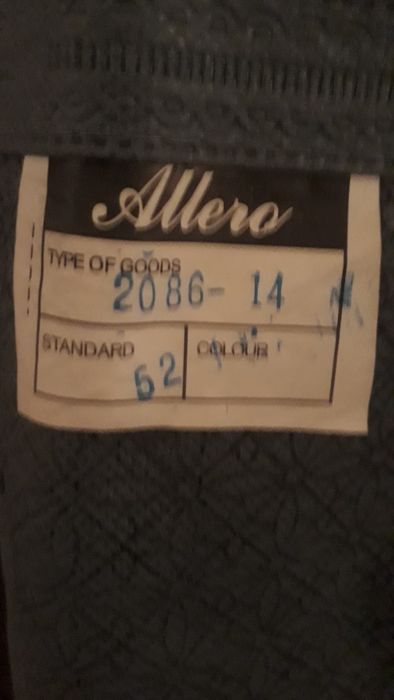 Allero
TYPE OF GOODS
2086-14
STANDARD
52
COLOUR